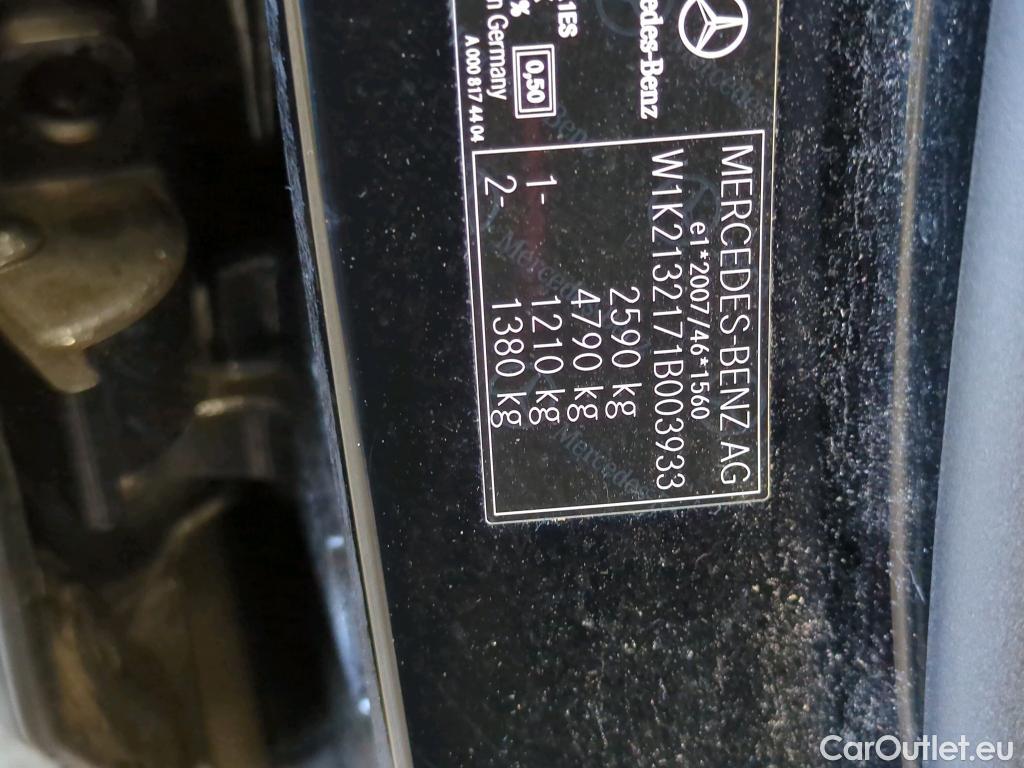 MERCEDES-BENZ AG
e1*2007/46*1560
W1K2132171B003933
2590 kg
4790 kg
1- 1210 kg
2- 1380 kg
0,50
Germany
A 000 817 44 04
CarOutlet.eu